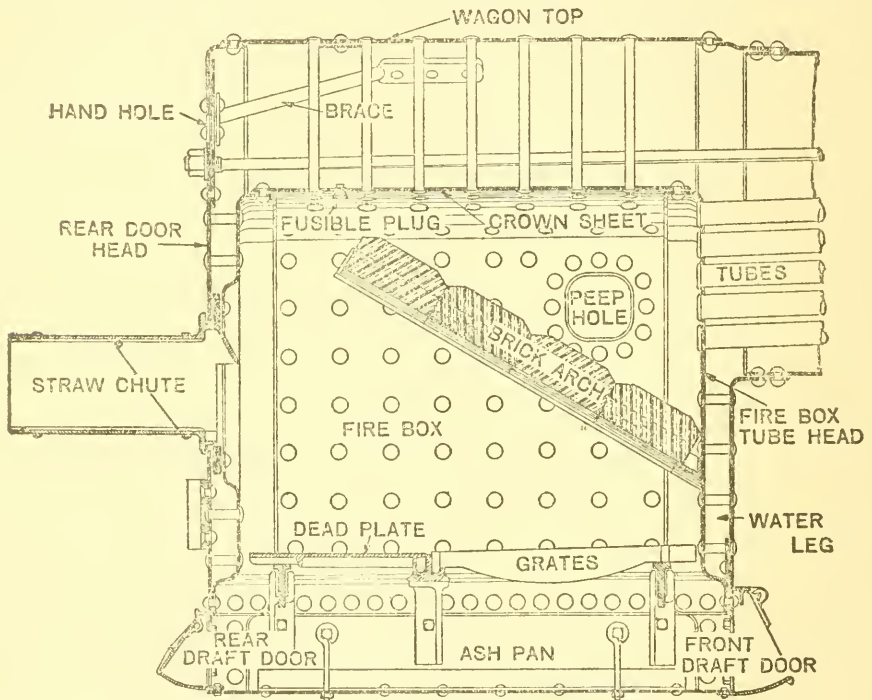 WAGON TOP
HAND HOLE
BRACE
FUSIBLE PLUG
CROWN SHEET
REAR DOOR
HEAD
TUBES
PEEP
HOLE
BRICK ARCH
STRAW CHUTE
FIRE BOX
FIRE BOX
TUBE HEAD
WATER
LEG
DEAD PLATE
GRATES
REAR
DRAFT DOOR
ASH PAN
FRONT
DRAFT DOOR